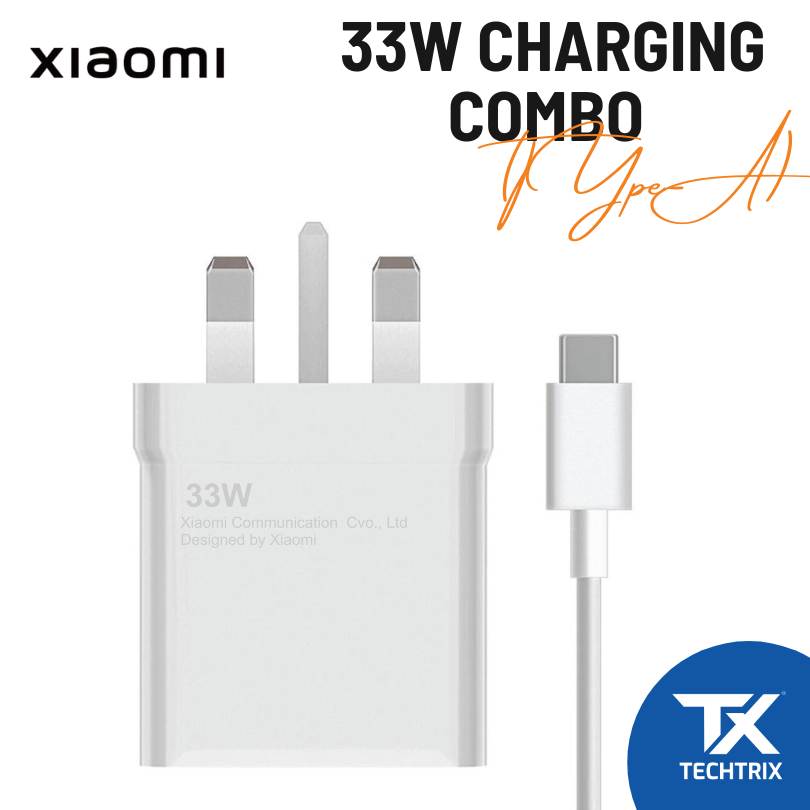 xiaomi
33W CHARGING
COMBO
(Type-A)
33W
Xiaomi Communication Cvo., Ltd
Designed by Xiaomi
TX
TECHTRIX